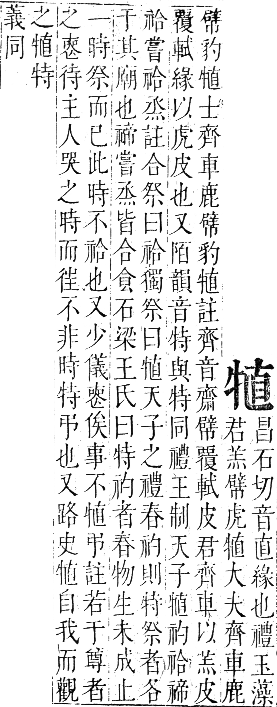 犆
昌石切音直緣也禮玉藻
君羔幦虎犆大夫齊車鹿
幦豹犆士齊車鹿幦豹犆註齊音齋幦覆軾皮君齊車以羔皮
覆軾緣以虎皮也又陌韻音特與特同禮王制天子犆礿祫禘
祫嘗祫烝註合祭曰祫獨祭曰犆天子之禮春礿則特祭者各
于其廟也禘嘗烝皆合食石梁王氏曰特礿者春物生未成止
一時祭而已此時不祫也又少儀喪俟事不犆弔註若于尊者
之喪待主人哭之時而徃不非時特弔也又路史犆自我而觀
之犆特
義同